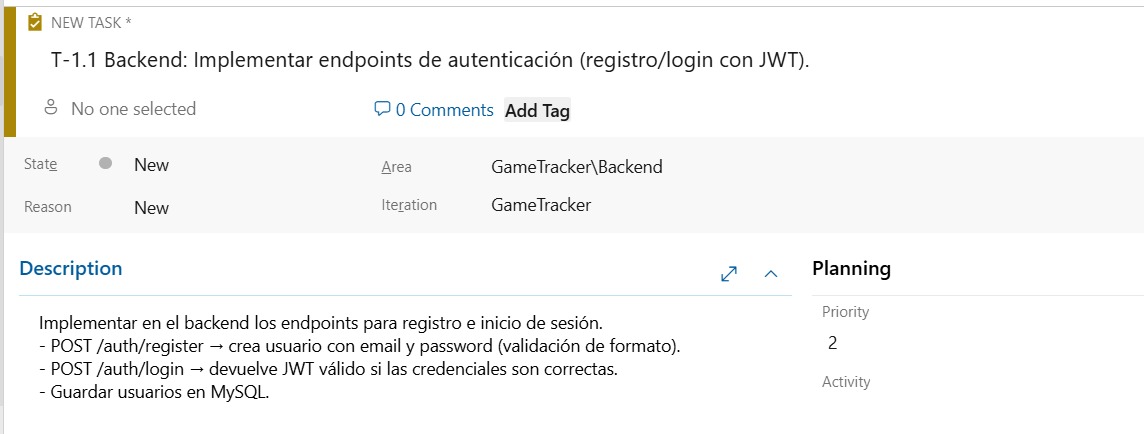 NEW TASK *
T-1.1 Backend: Implementar endpoints de autenticación (registro/login con JWT).
No one selected
0 Comments Add Tag
State New Area GameTracker\Backend
Reason New Iteration GameTracker
Description
Planning
Implementar en el backend los endpoints para registro e inicio de sesión.
- POST /auth/register → crea usuario con email y password (validación de formato).
- POST /auth/login → devuelve JWT válido si las credenciales son correctas.
- Guardar usuarios en MySQL.
Priority
2
Activity